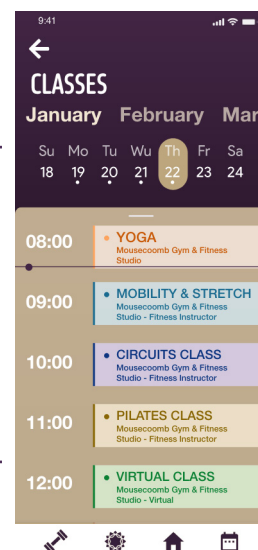 9:41
CLASSES
January February Mar
Su Mo Tu Wu Th Fr Sa
18 19 20 21 22 23 24
08:00
• YOGA
Mousecoomb Gym & Fitness
Studio
09:00
• MOBILITY & STRETCH
Mousecoomb Gym & Fitness
Studio - Fitness Instructor
10:00
• CIRCUITS CLASS
Mousecoomb Gym & Fitness
Studio - Fitness Instructor
11:00
• PILATES CLASS
Mousecoomb Gym & Fitness
Studio - Fitness Instructor
12:00
• VIRTUAL CLASS
Mousecoomb Gym & Fitness
Studio - Virtual